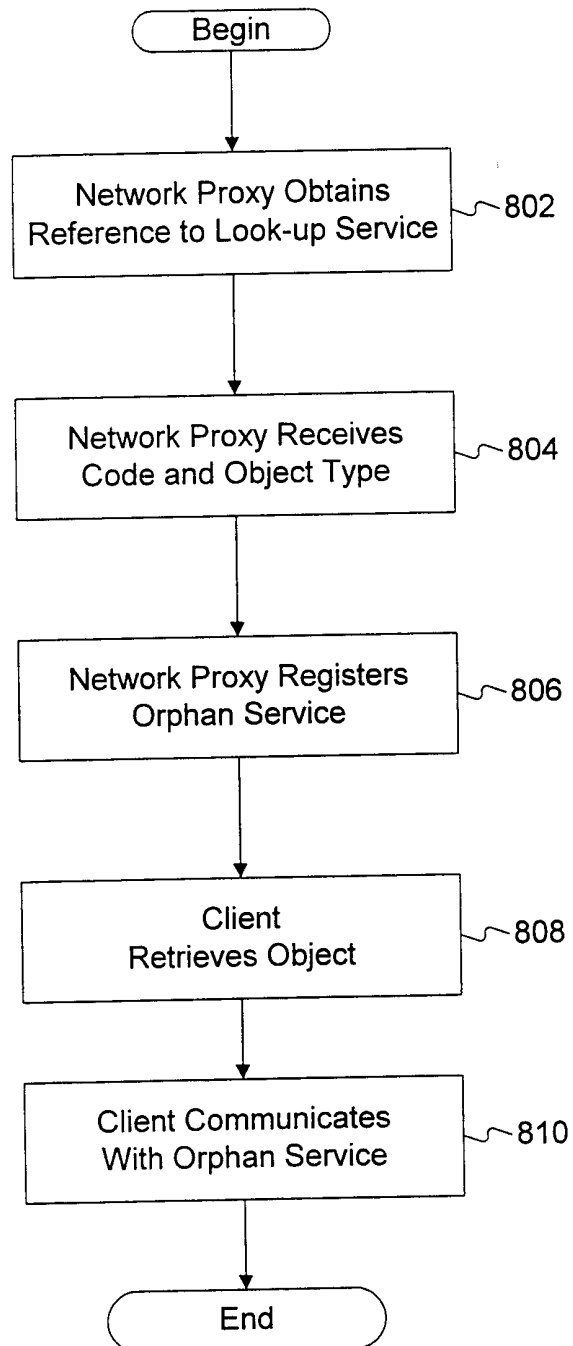 Begin
Network Proxy Obtains
Reference to Look-up Service
802
Network Proxy Receives
Code and Object Type
804
Network Proxy Registers
Orphan Service
806
Client
Retrieves Object
808
Client Communicates
With Orphan Service
810
End